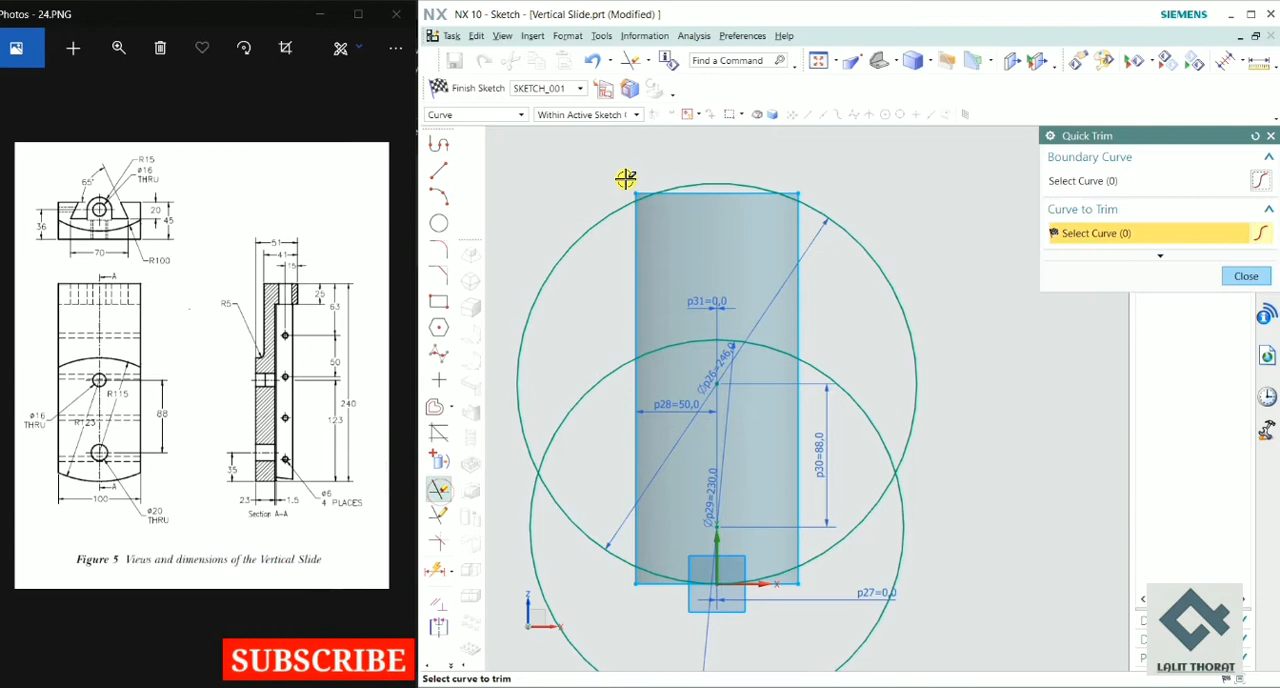 Photos - 24.PNG
NX 10 - Sketch - [Vertical Slide.prt (Modified) ]
SIEMENS
Task Edit View Insert Format Tools Information Analysis Preferences Help
Find a Command
Finish Sketch SKETCH_001
Curve
Within Active Sketch
Quick Trim
Boundary Curve
Select Curve (0)
Curve to Trim
Select Curve (0)
Close
R15
ø16
THRU
65°
36
20
45
70
R100
A
51
41
15
R5
25
63
50
240
123
88
ø16
THRU
R115
R123
35
A
100
ø20
THRU
23
1.5
ø6
4 PLACES
Section A-A
Figure 5 Views and dimensions of the Vertical Slide
p31=0,0
Øp26=246,0
p28=50,0
p30=88,0
Øp29=230,0
Z
X
p27=0,0
SUBSCRIBE
LALIT THORAT
Select curve to trim